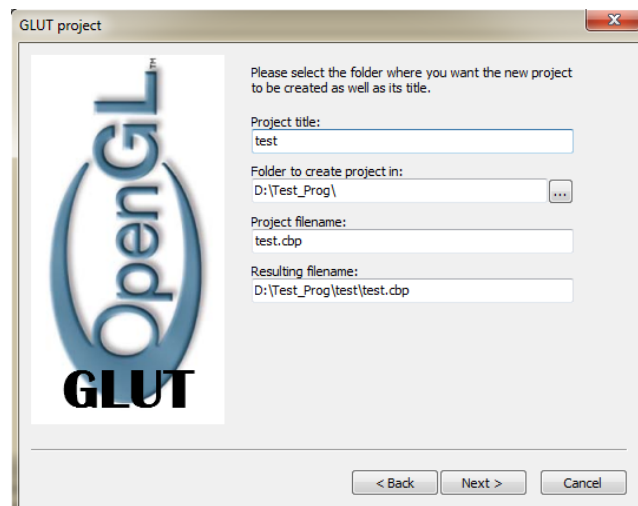 GLUT project
OpenGL™
GLUT
Please select the folder where you want the new project
to be created as well as its title.
Project title:
test
Folder to create project in:
D:\Test_Prog\
...
Project filename:
test.cbp
Resulting filename:
D:\Test_Prog\test\test.cbp
< Back
Next >
Cancel